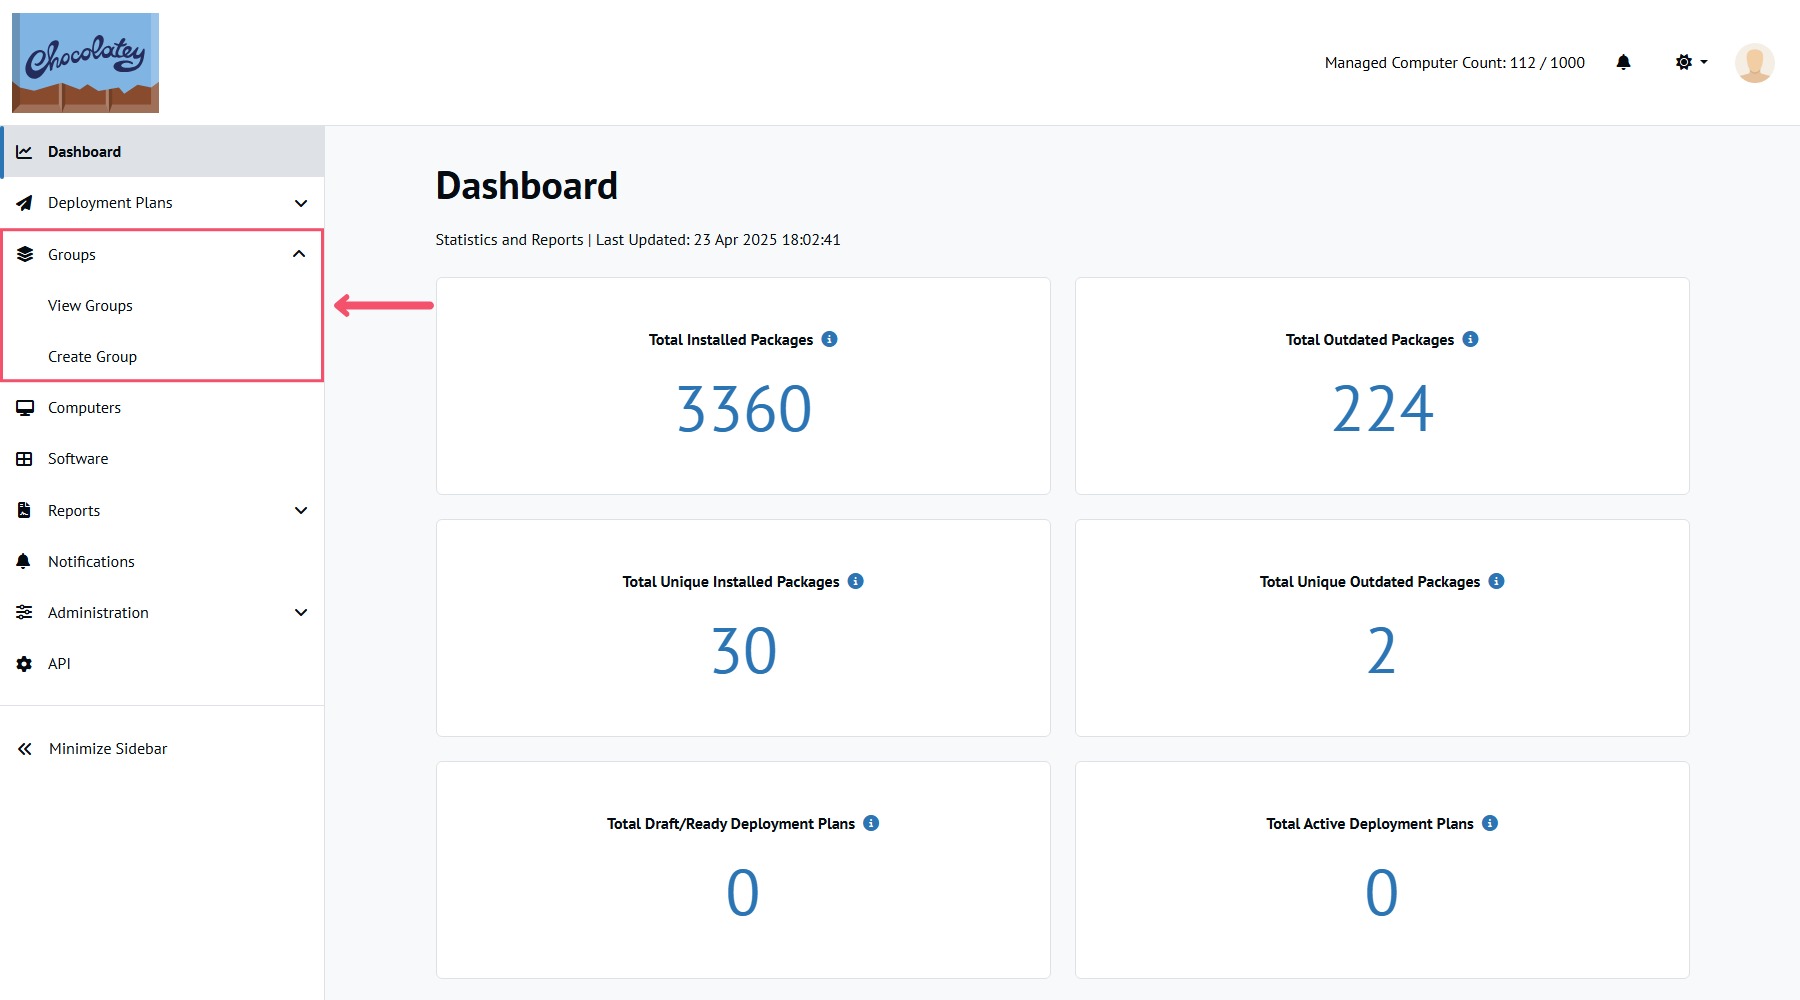 Chocolatey
Managed Computer Count: 112 / 1000
Dashboard
Deployment Plans
Groups
View Groups
Create Group
Computers
Software
Reports
Notifications
Administration
API
Minimize Sidebar
Dashboard
Statistics and Reports | Last Updated: 23 Apr 2025 18:02:41
Total Installed Packages
3360
Total Outdated Packages
224
Total Unique Installed Packages
30
Total Unique Outdated Packages
2
Total Draft/Ready Deployment Plans
0
Total Active Deployment Plans
0